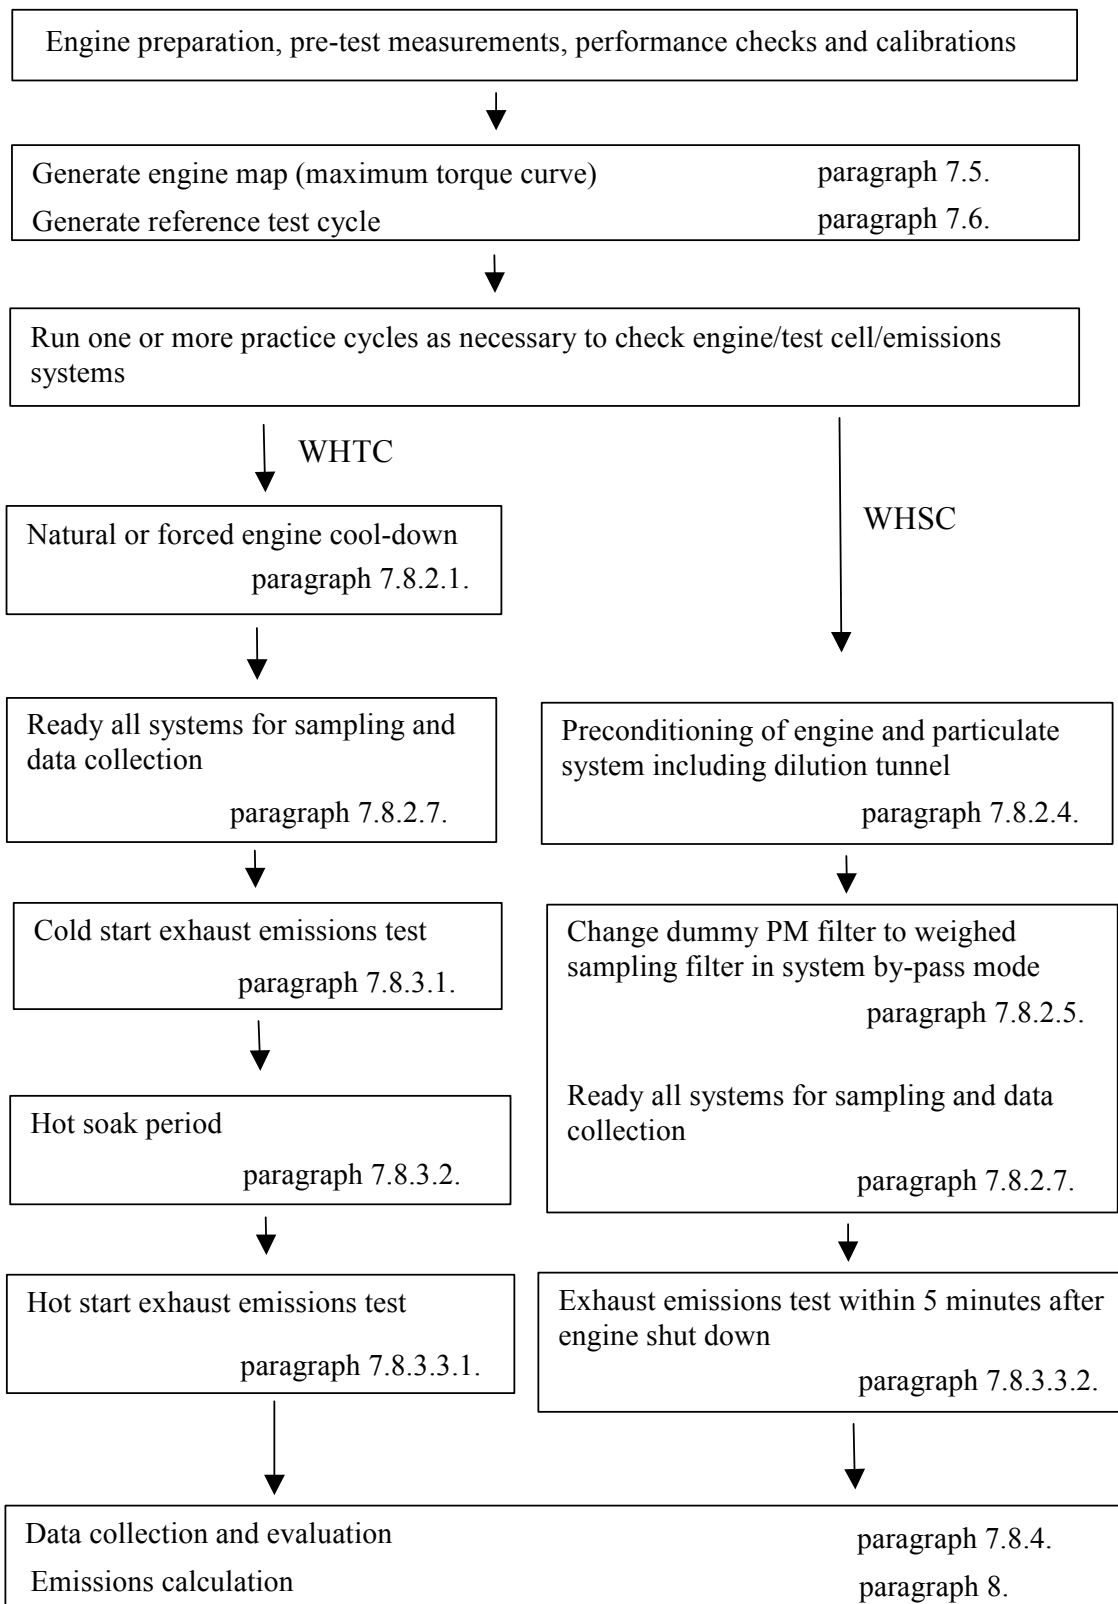 Engine preparation, pre-test measurements, performance checks and calibrations
Generate engine map (maximum torque curve) paragraph 7.5.
Generate reference test cycle paragraph 7.6.
Run one or more practice cycles as necessary to check engine/test cell/emissions
systems
WHTC
Natural or forced engine cool-down
paragraph 7.8.2.1.
Ready all systems for sampling and
data collection
paragraph 7.8.2.7.
Cold start exhaust emissions test
paragraph 7.8.3.1.
Hot soak period
paragraph 7.8.3.2.
Hot start exhaust emissions test
paragraph 7.8.3.3.1.
WHSC
Preconditioning of engine and particulate
system including dilution tunnel
paragraph 7.8.2.4.
Change dummy PM filter to weighed
sampling filter in system by-pass mode
paragraph 7.8.2.5.
Ready all systems for sampling and data
collection
paragraph 7.8.2.7.
Exhaust emissions test within 5 minutes after
engine shut down
paragraph 7.8.3.3.2.
Data collection and evaluation paragraph 7.8.4.
Emissions calculation paragraph 8.